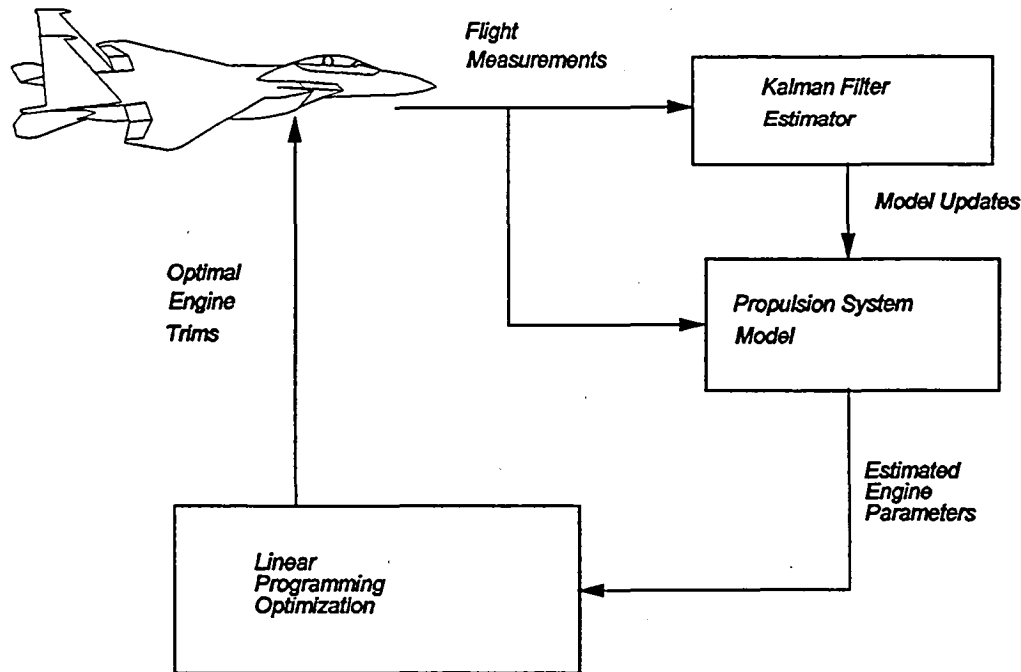 Flight
Measurements
Kalman Filter
Estimator
Model Updates
Optimal
Engine
Trims
Propulsion System
Model
Estimated
Engine
Parameters
Linear
Programming
Optimization